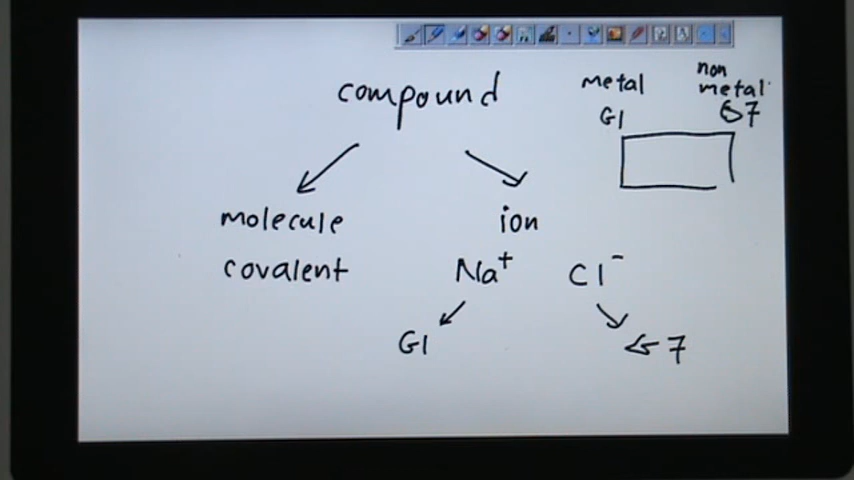 compound
metal
non
metal
G1
G7
molecule
ion
covalent
Na⁺
Cl⁻
G1
G7